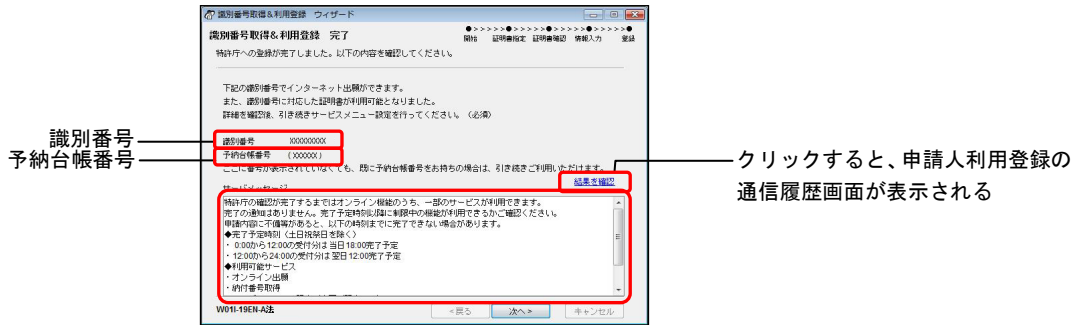 識別番号取得&利用登録 ウィザード
識別番号取得&利用登録 完了
●>>>>>●>>>>>●>>>>>●>>>>>●
開始 証明書指定 証明書確認 情報入力 登録
特許庁への登録が完了しました。以下の内容を確認してください。
下記の識別番号でインターネット出願ができます。
また、識別番号に対応した証明書が利用可能となりました。
詳細を確認後、引き続きサービスメニュー設定を行ってください。(必須)
識別番号
識別番号 XXXXXXXXX
予納台帳番号
予納台帳番号 (XXXXXX)
ここに番号が表示されていなくても、既に予納台帳番号をお持ちの場合は、引き続きご利用いただけます。
クリックすると、申請人利用登録の
通信履歴画面が表示される
結果を確認
サーバメッセージ
特許庁の確認が完了するまではオンライン機能のうち、一部のサービスが利用できます。
完了の通知はありません。完了予定時刻以降に制限中の機能が利用できるかご確認ください。
申請内容に不備等があると、以下の時刻までに完了できない場合があります。
◆完了予定時刻(土日祝祭日を除く)
・ 0:00から12:00の受付分は当日18:00完了予定
・ 12:00から24:00の受付分は翌日12:00完了予定
◆利用可能サービス
・オンライン出願
・納付番号取得
W01I-19EN-A法
<戻る
次へ>
キャンセル